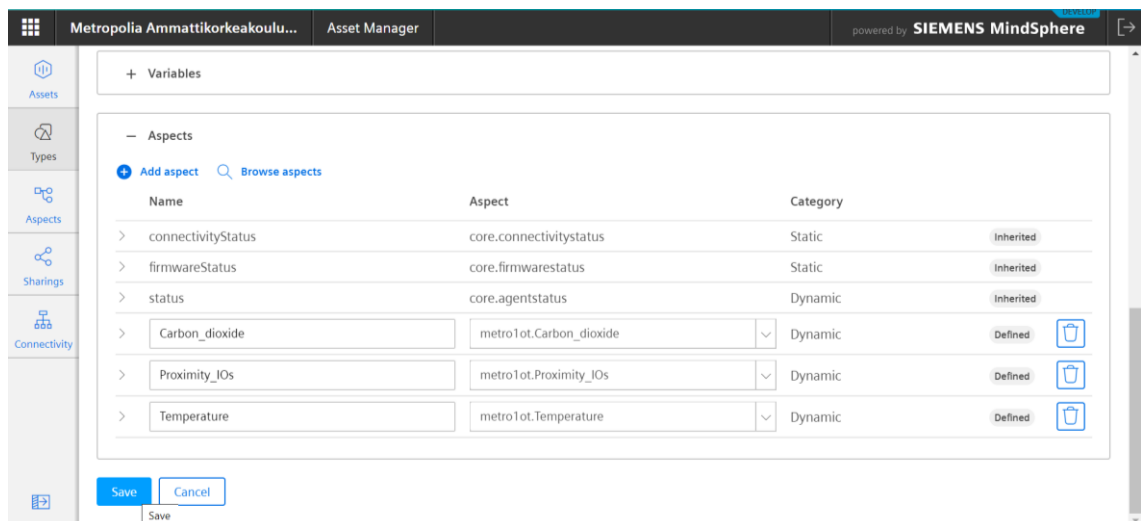 DEVELOP
Metropolia Ammattikorkeakoulu... Asset Manager powered by SIEMENS MindSphere
Assets
Types
Aspects
Sharings
Connectivity
+ Variables
− Aspects
Add aspect Browse aspects
Name Aspect Category
connectivityStatus core.connectivitystatus Static Inherited
firmwareStatus core.firmwarestatus Static Inherited
status core.agentstatus Dynamic Inherited
Carbon_dioxide metro1ot.Carbon_dioxide Dynamic Defined
Proximity_IOs metro1ot.Proximity_IOs Dynamic Defined
Temperature metro1ot.Temperature Dynamic Defined
Save Cancel
Save